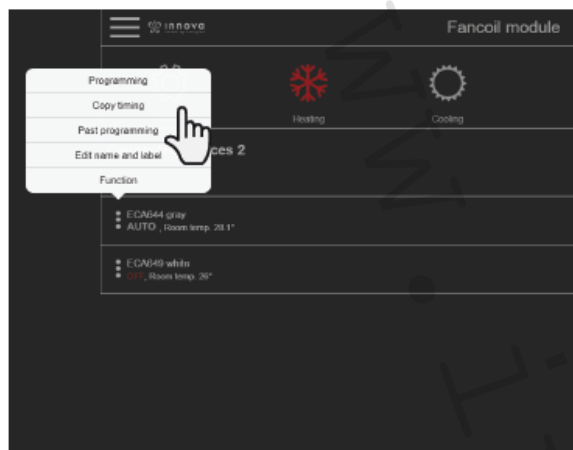 innova
Fancoil module
Programming
Copy timing
Past programming
Edit name and label
Function
Heating
Cooling
ces 2
ECA644 gray
AUTO , Room temp. 28.1°
ECA649 white
OFF, Room temp. 26°